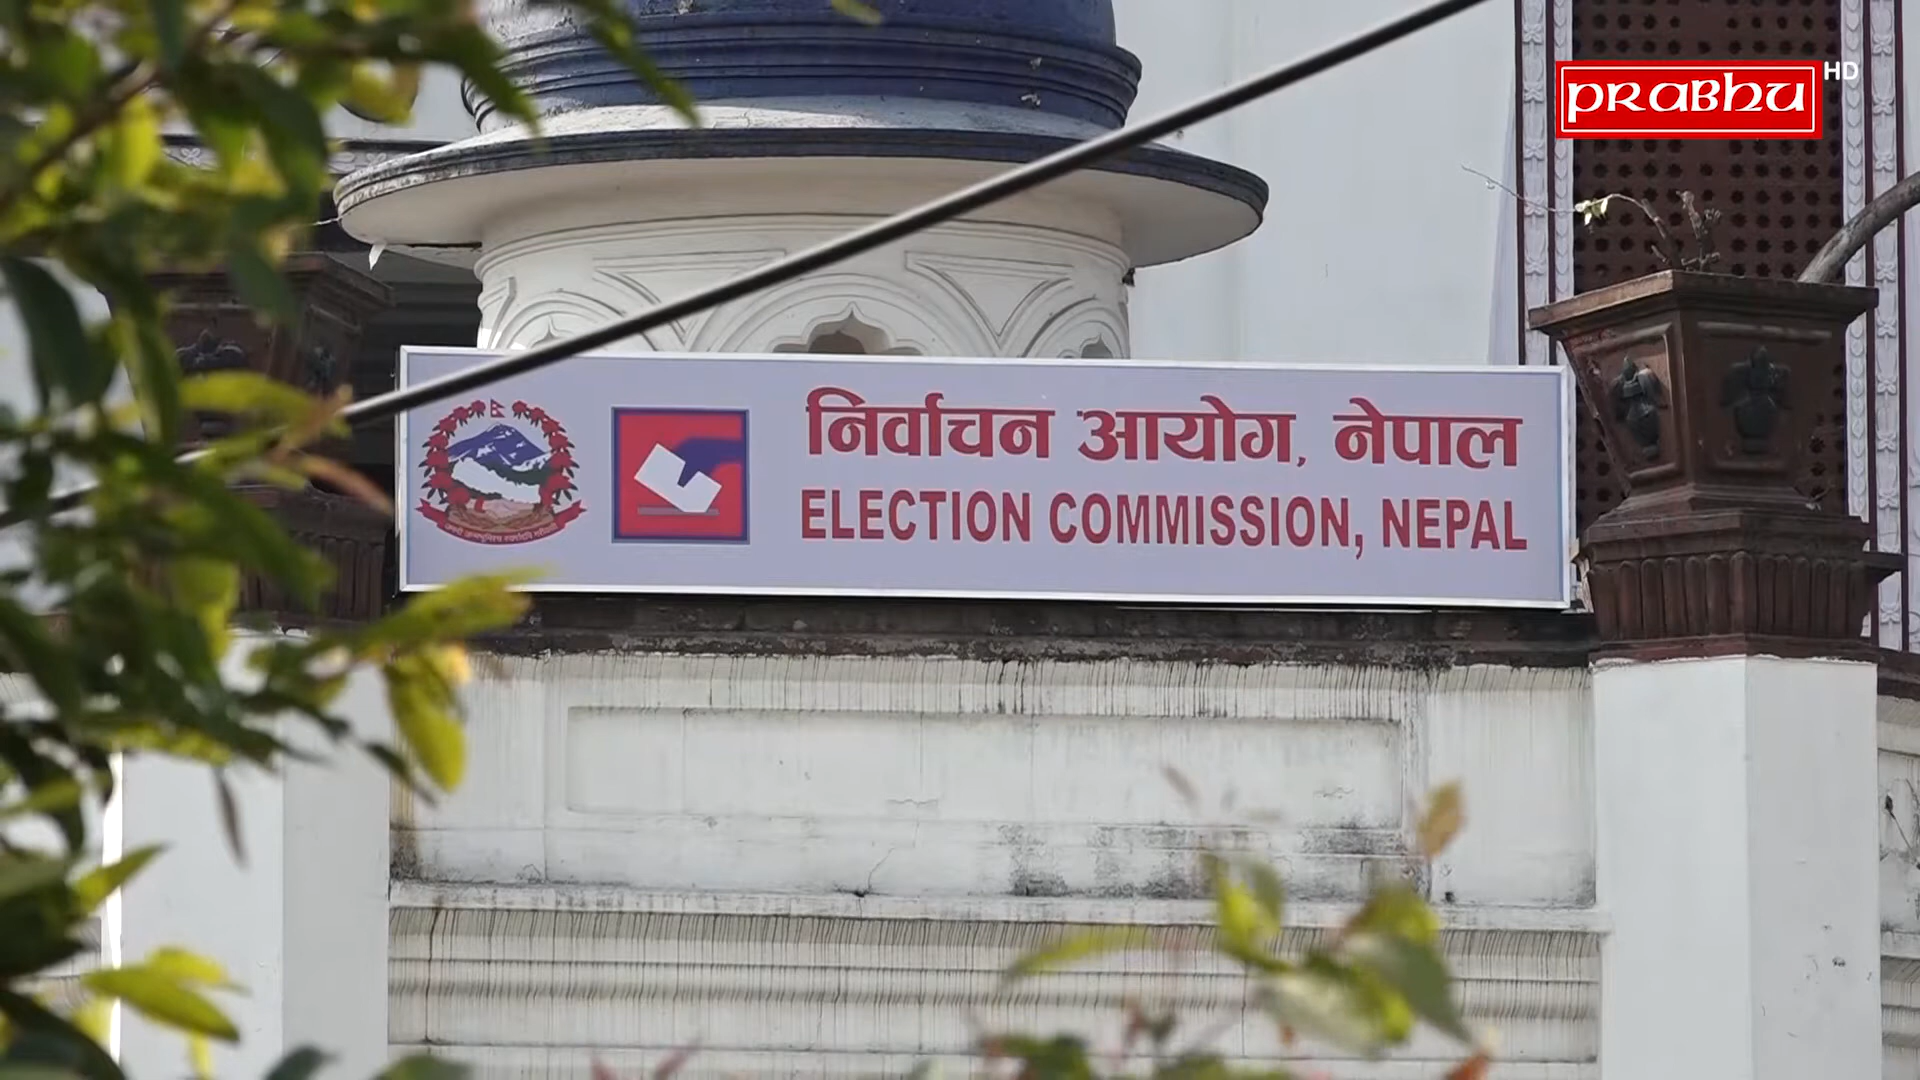 PRABHU HD
निर्वाचन आयोग, नेपाल
ELECTION COMMISSION, NEPAL